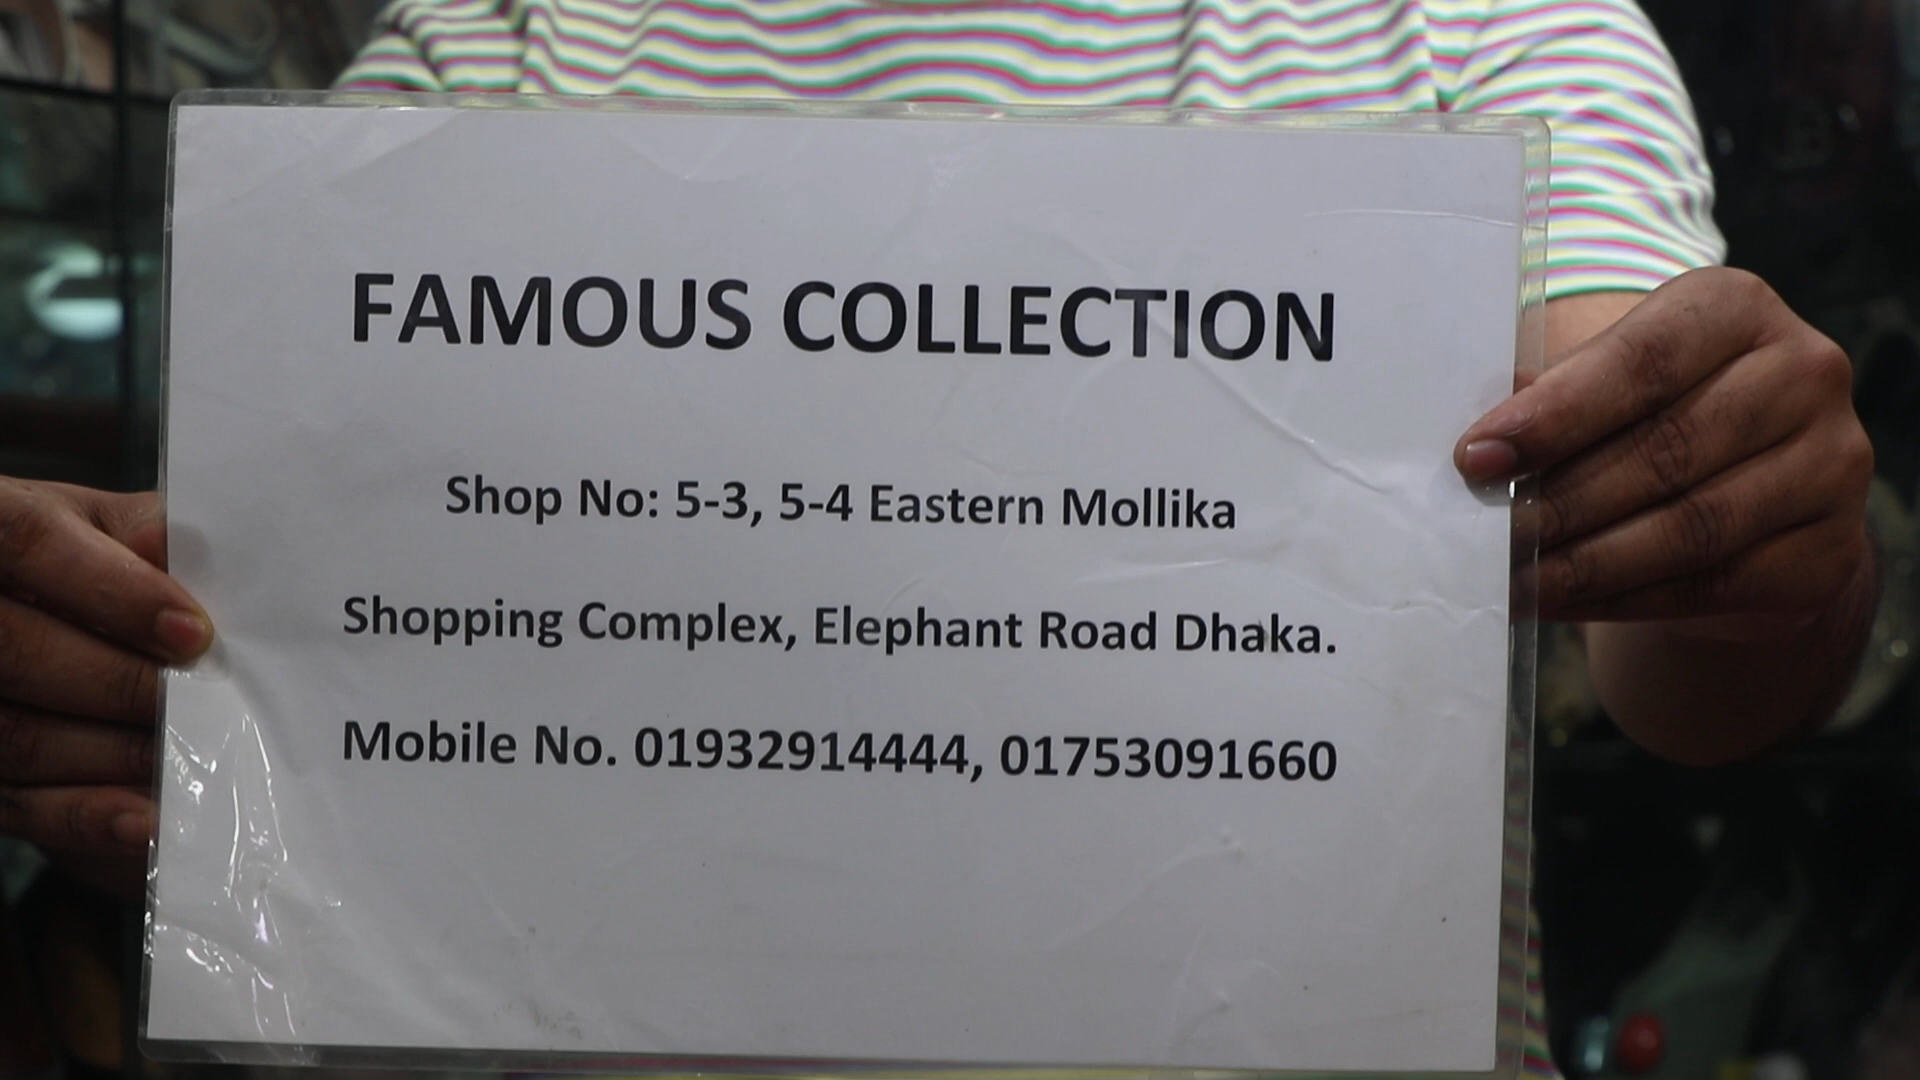 FAMOUS COLLECTION
Shop No: 5-3, 5-4 Eastern Mollika
Shopping Complex, Elephant Road Dhaka.
Mobile No. 01932914444, 01753091660